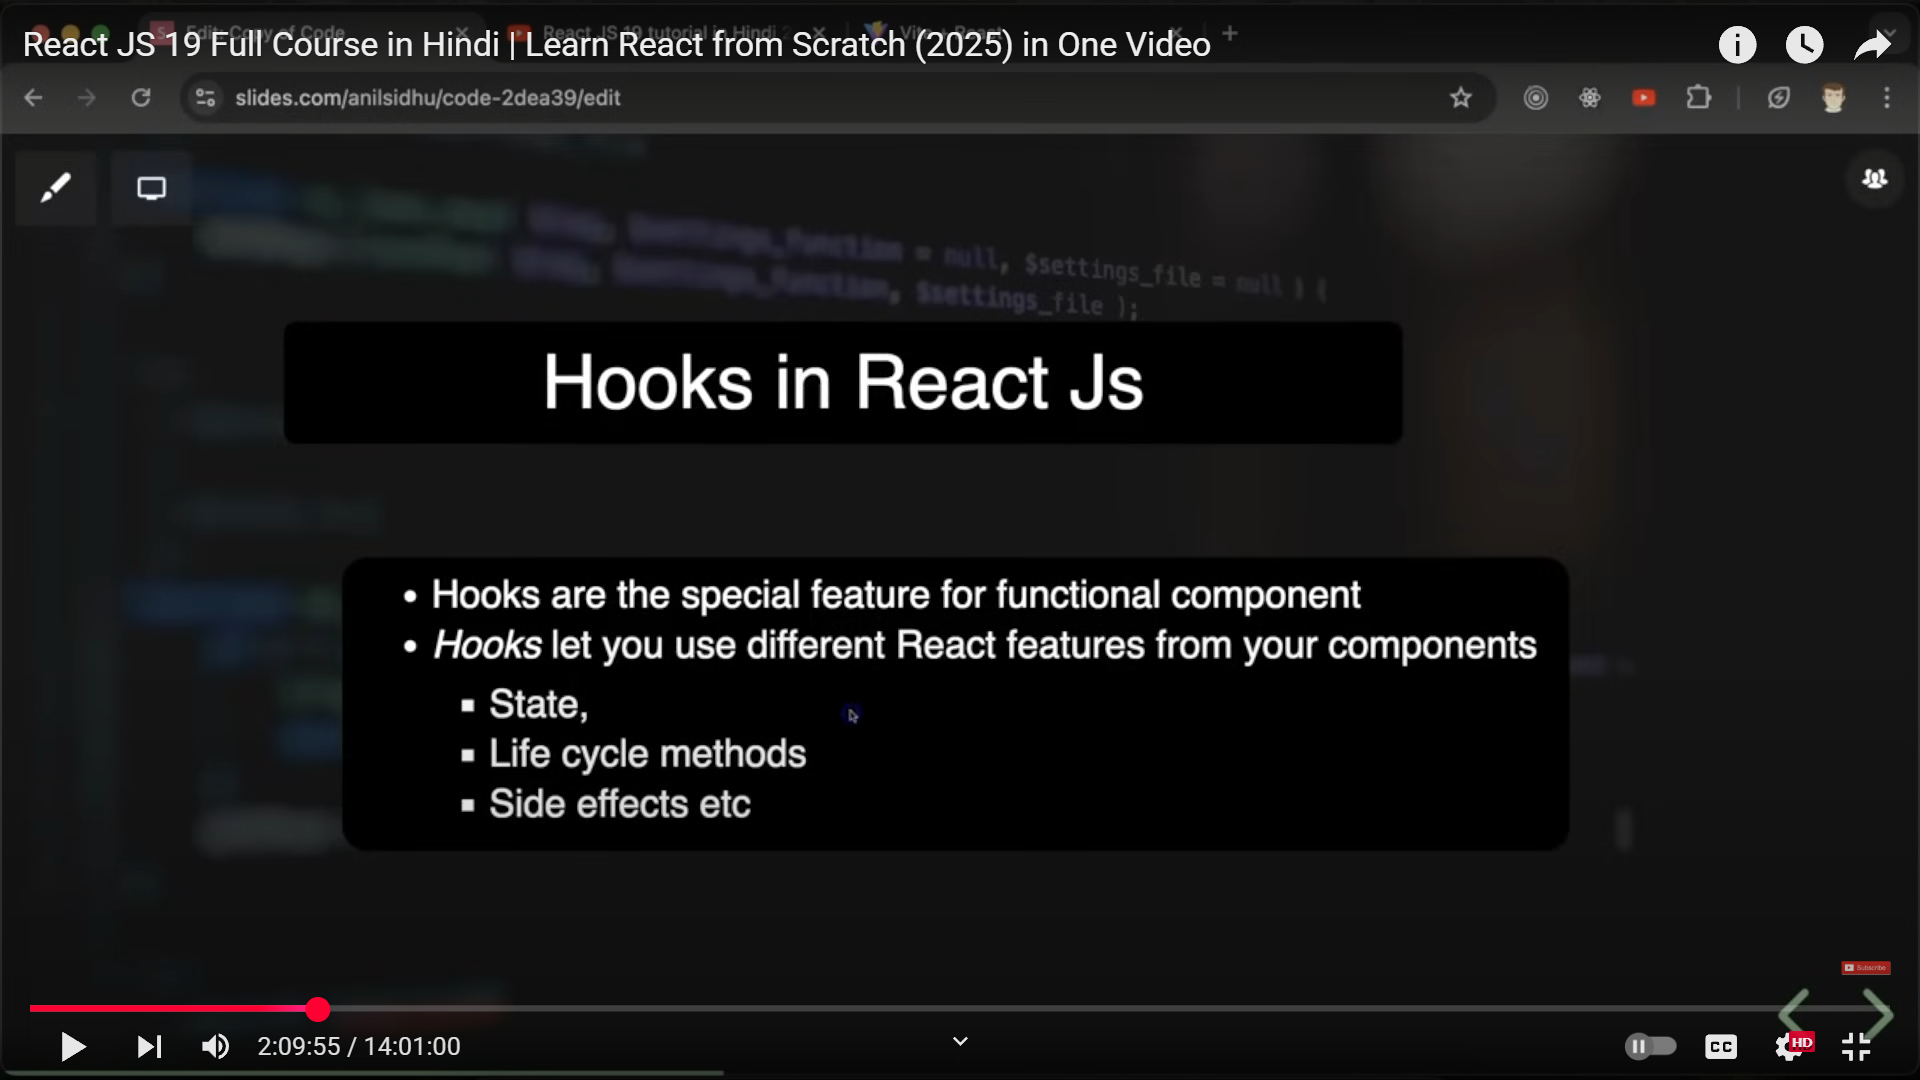 React JS 19 Full Course in Hindi | Learn React from Scratch (2025) in One Video
slides.com/anilsidhu/code-2dea39/edit
= null, $settings_file = null ) {
$settings_file );
Hooks in React Js
• Hooks are the special feature for functional component
• Hooks let you use different React features from your components
▪ State,
▪ Life cycle methods
▪ Side effects etc
Subscribe
2:09:55 / 14:01:00
CC
HD